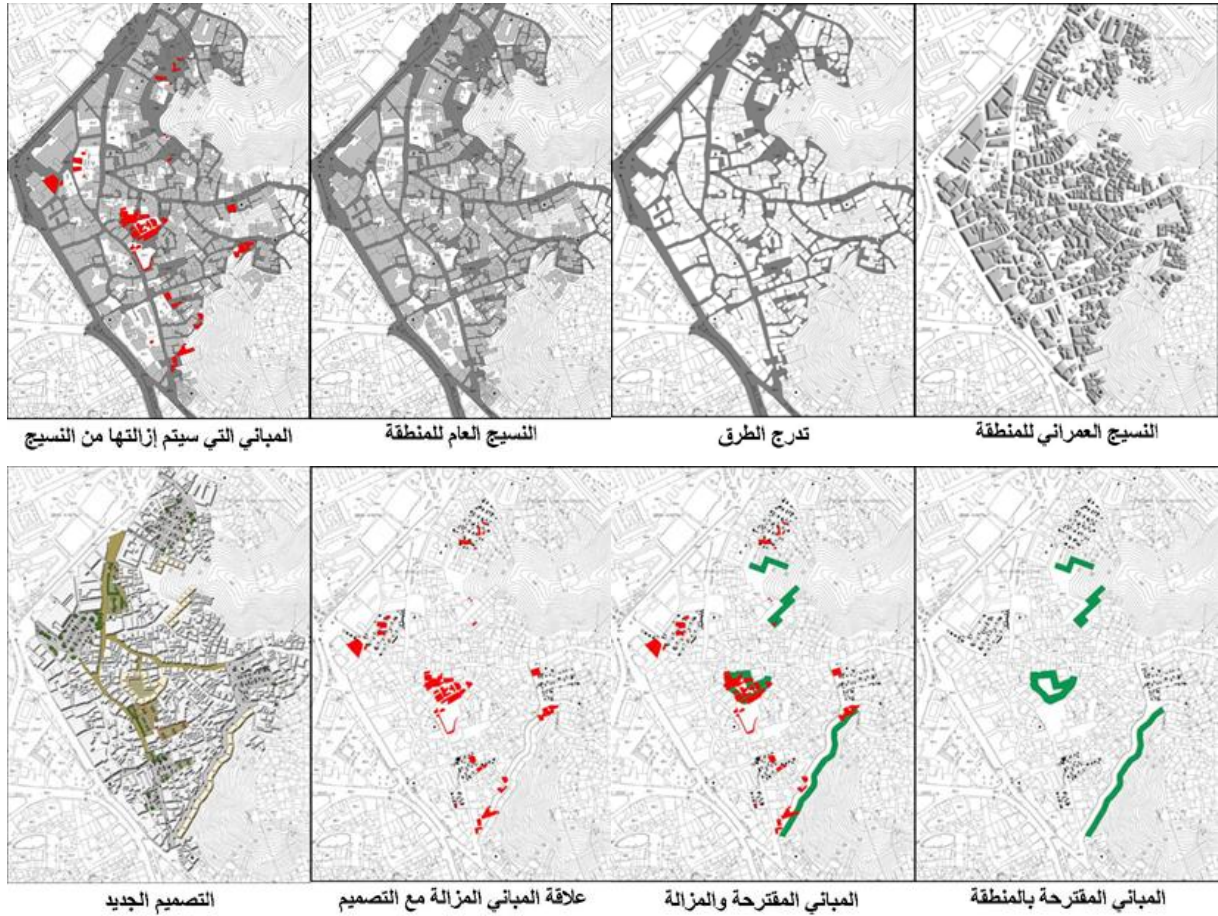 النسيج العمراني للمنطقة
تدرج الطرق
النسيج العام للمنطقة
المباني التي سيتم إزالتها من النسيج
المباني المقترحة بالمنطقة
المباني المقترحة والمزالة
علاقة المباني المزالة مع التصميم
التصميم الجديد